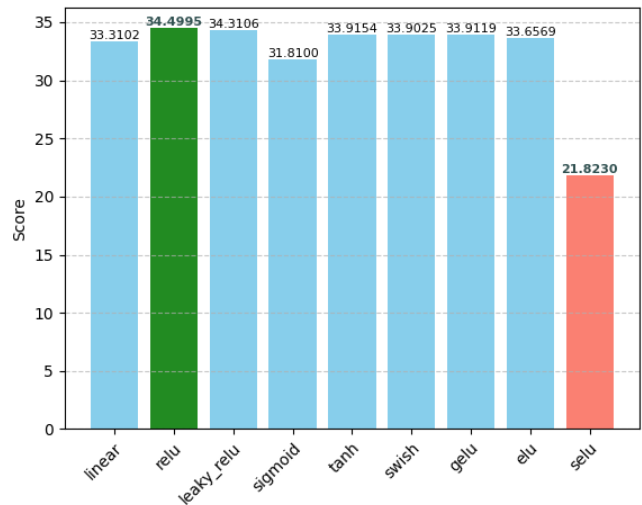 35
30
25
20
15
10
5
0
Score
33.3102
34.4995
34.3106
31.8100
33.9154
33.9025
33.9119
33.6569
21.8230
linear
relu
leaky_relu
sigmoid
tanh
swish
gelu
elu
selu